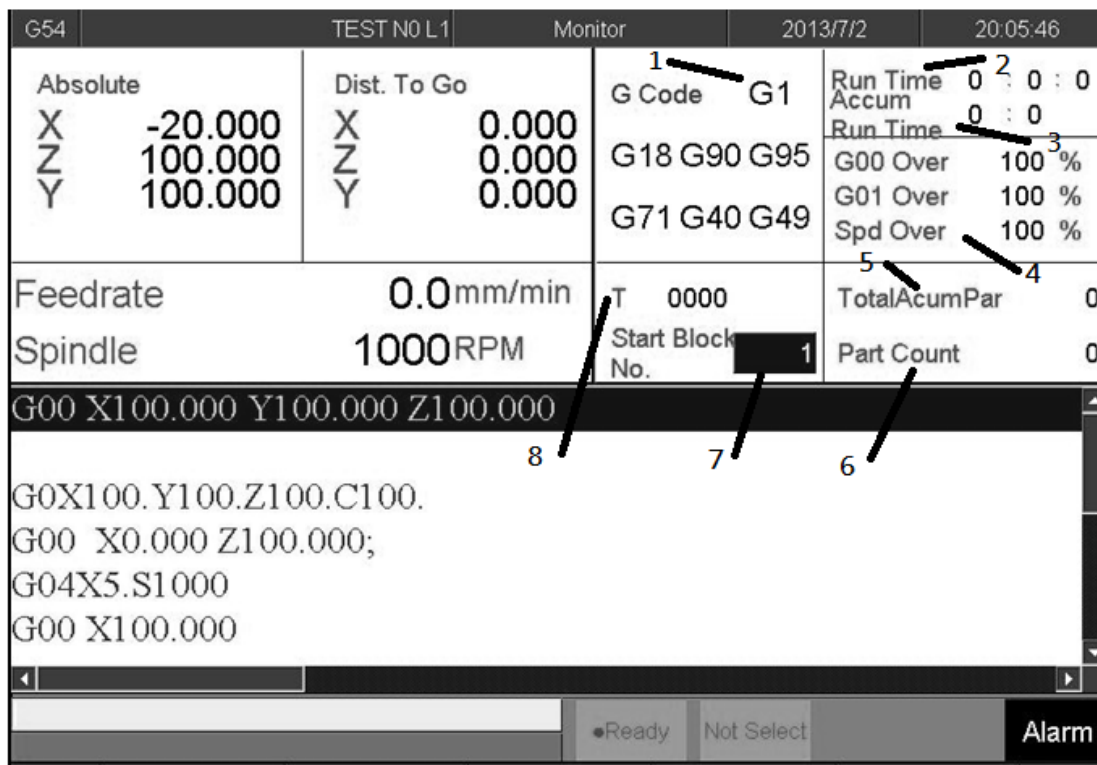 G54 TEST N0 L1 Monitor 2013/7/2 20:05:46
Absolute
X -20.000
Z 100.000
Y 100.000
Dist. To Go
X 0.000
Z 0.000
Y 0.000
1
G Code G1
G18 G90 G95
G71 G40 G49
2
Run Time 0 : 0 : 0
Accum
Run Time 0 : 0
3
G00 Over 100 %
G01 Over 100 %
Spd Over 100 %
4
Feedrate 0.0 mm/min
Spindle 1000 RPM
T 0000
Start Block
No. 1
5
TotalAcumPar 0
Part Count 0
8 7 6
G00 X100.000 Y100.000 Z100.000
G0X100.Y100.Z100.C100.
G00 X0.000 Z100.000;
G04X5.S1000
G00 X100.000
●Ready Not Select Alarm